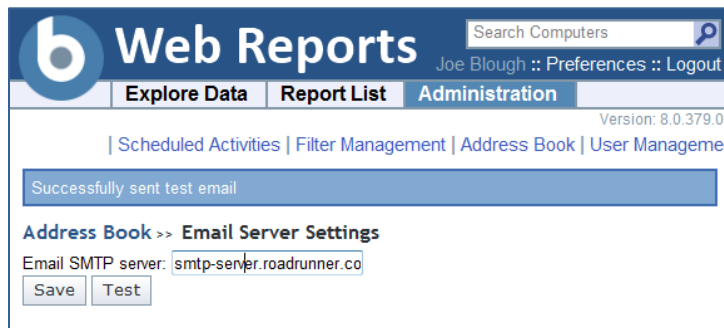 b Web Reports
Search Computers
Joe Blough :: Preferences :: Logout
Explore Data Report List Administration
Version: 8.0.379.0
| Scheduled Activities | Filter Management | Address Book | User Manageme
Successfully sent test email
Address Book >> Email Server Settings
Email SMTP server: smtp-server.roadrunner.co
Save Test